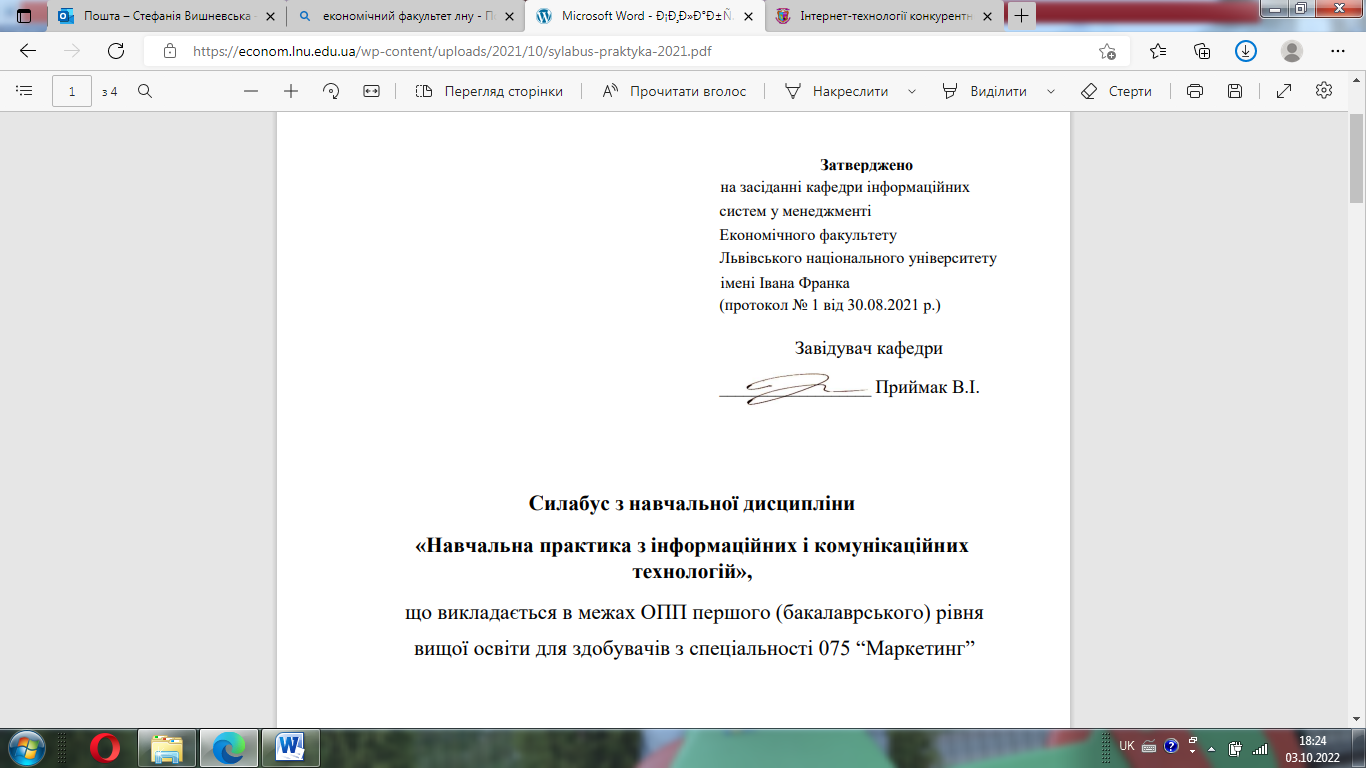 Пошта – Стефанія Вишневська
економічний факультет лну - П
Microsoft Word - Ð¡Ð¸Ð»Ð°Ð±Ñ
Інтернет-технології конкурентн
https://econom.lnu.edu.ua/wp-content/uploads/2021/10/sylabus-praktyka-2021.pdf
1 з 4 Перегляд сторінки Прочитати вголос Накреслити Виділити Стерти
Затверджено
на засіданні кафедри інформаційних
систем у менеджменті
Економічного факультету
Львівського національного університету
імені Івана Франка
(протокол № 1 від 30.08.2021 р.)
Завідувач кафедри
Приймак В.І.
Силабус з навчальної дисципліни
«Навчальна практика з інформаційних і комунікаційних
технологій»,
що викладається в межах ОПП першого (бакалаврського) рівня
вищої освіти для здобувачів з спеціальності 075 “Маркетинг”
UK
18:24
03.10.2022